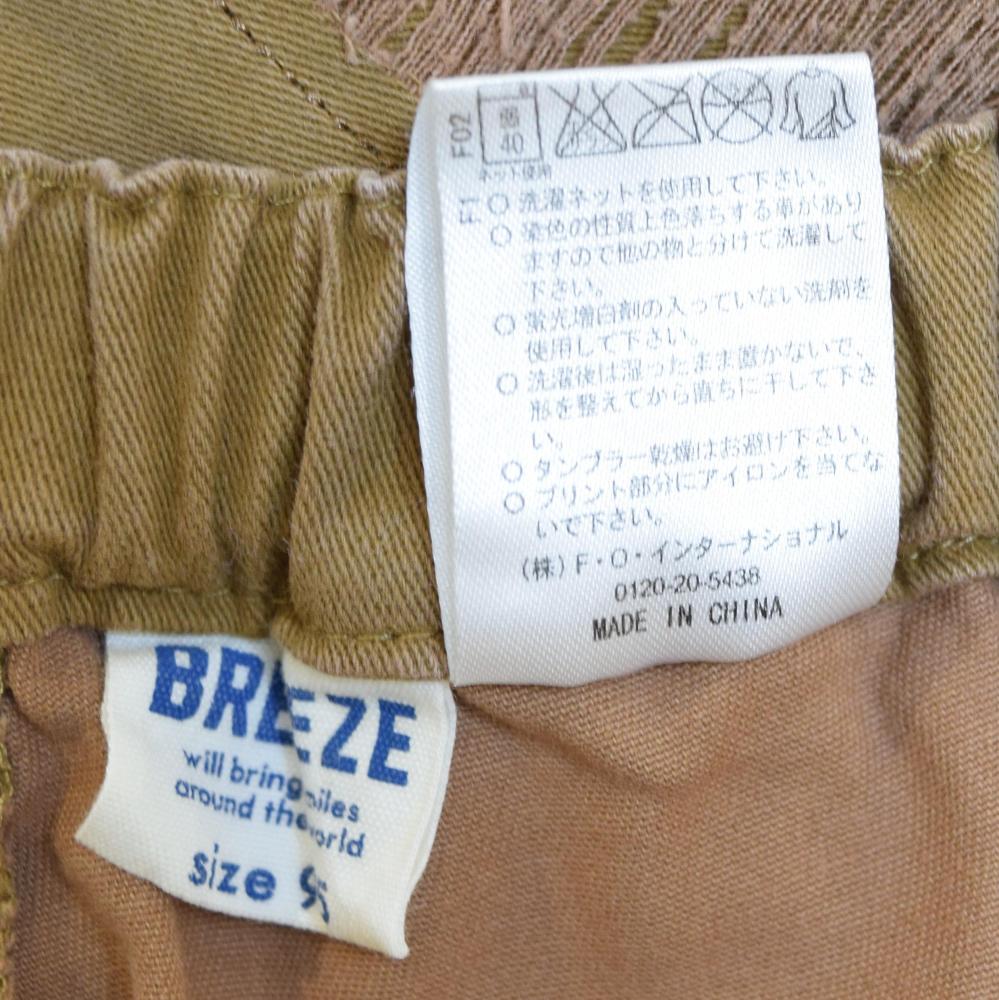 F02
弱
40
ネット使用
F1
○ 洗濯ネットを使用して下さい。
○ 染色の性質上色落ちする事があり
ますので他の物と分けて洗濯して
下さい。
○ 蛍光増白剤の入っていない洗剤を
使用して下さい。
○ 洗濯後は湿ったまま置かないで、
形を整えてから直ちに干して下さ
い。
○ タンブラー乾燥はお避け下さい。
○ プリント部分にアイロンを当てな
いで下さい。
(株)F・O・インターナショナル
0120-20-5438
MADE IN CHINA
BREEZE
will bring
around the world
size 95